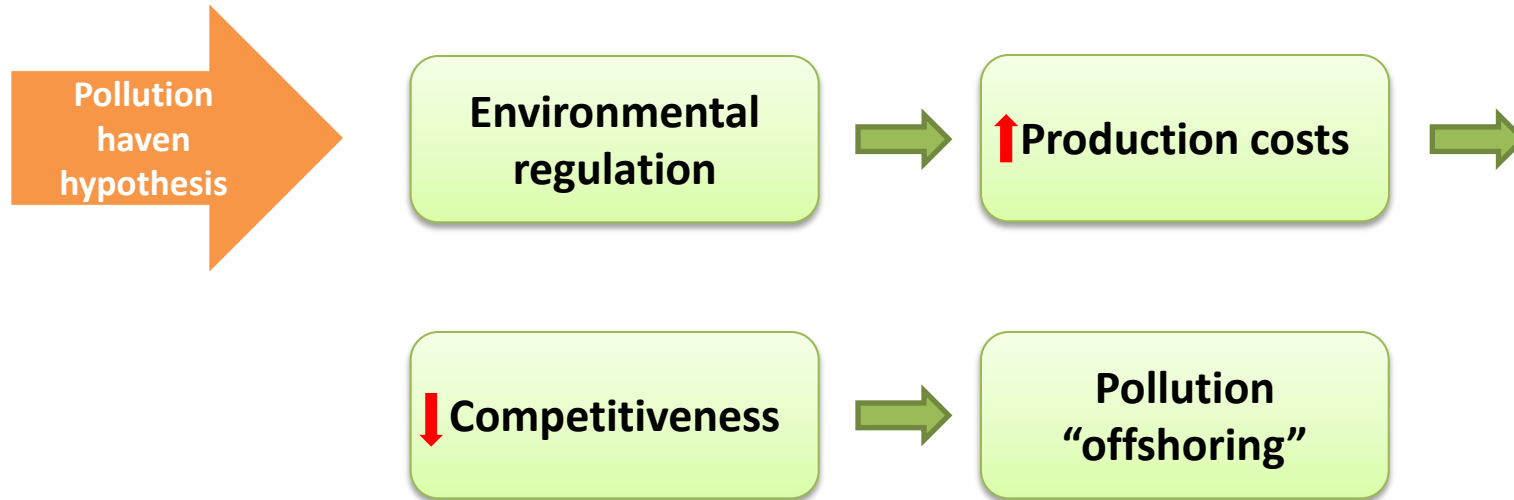 Pollution
haven
hypothesis
Environmental
regulation
Production costs
Competitiveness
Pollution
“offshoring”